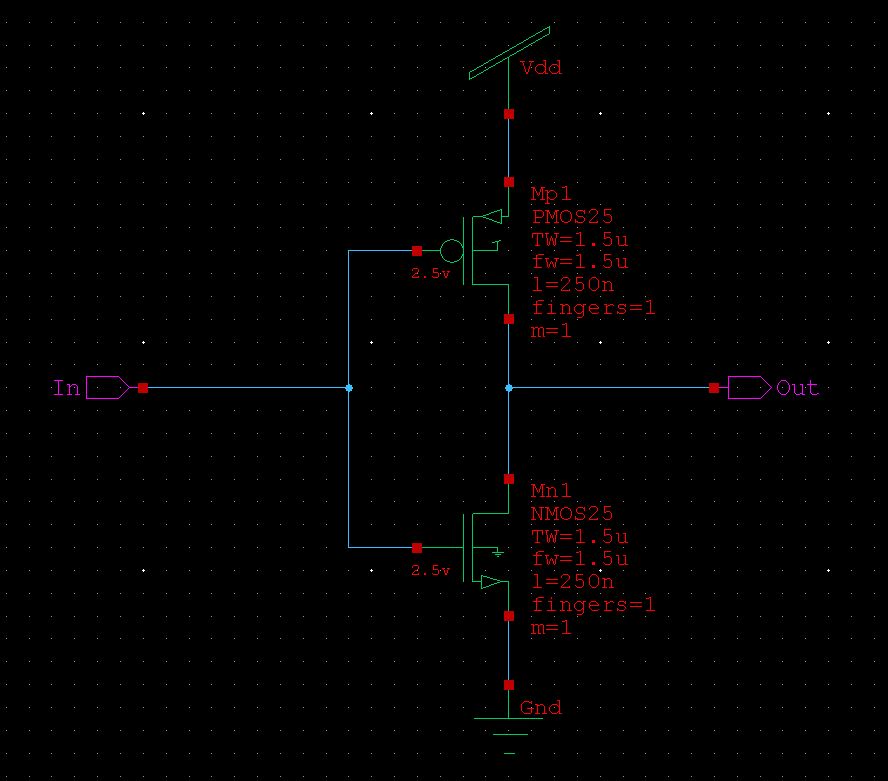 Vdd
Mp1
PMOS25
TW=1.5u
fw=1.5u
2.5v
l=250n
fingers=1
m=1
In
Out
Mn1
NMOS25
TW=1.5u
fw=1.5u
2.5v
l=250n
fingers=1
m=1
Gnd